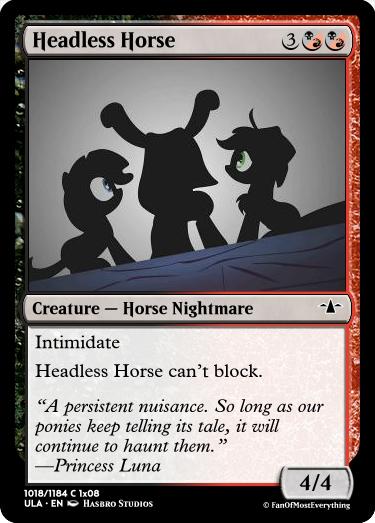 Headless Horse 3
Creature — Horse Nightmare
Intimidate
Headless Horse can't block.
“A persistent nuisance. So long as our
ponies keep telling its tale, it will
continue to haunt them.”
—Princess Luna
4/4
1018/1184 C 1x08
ULA • EN Hasbro Studios
© FanOfMostEverything